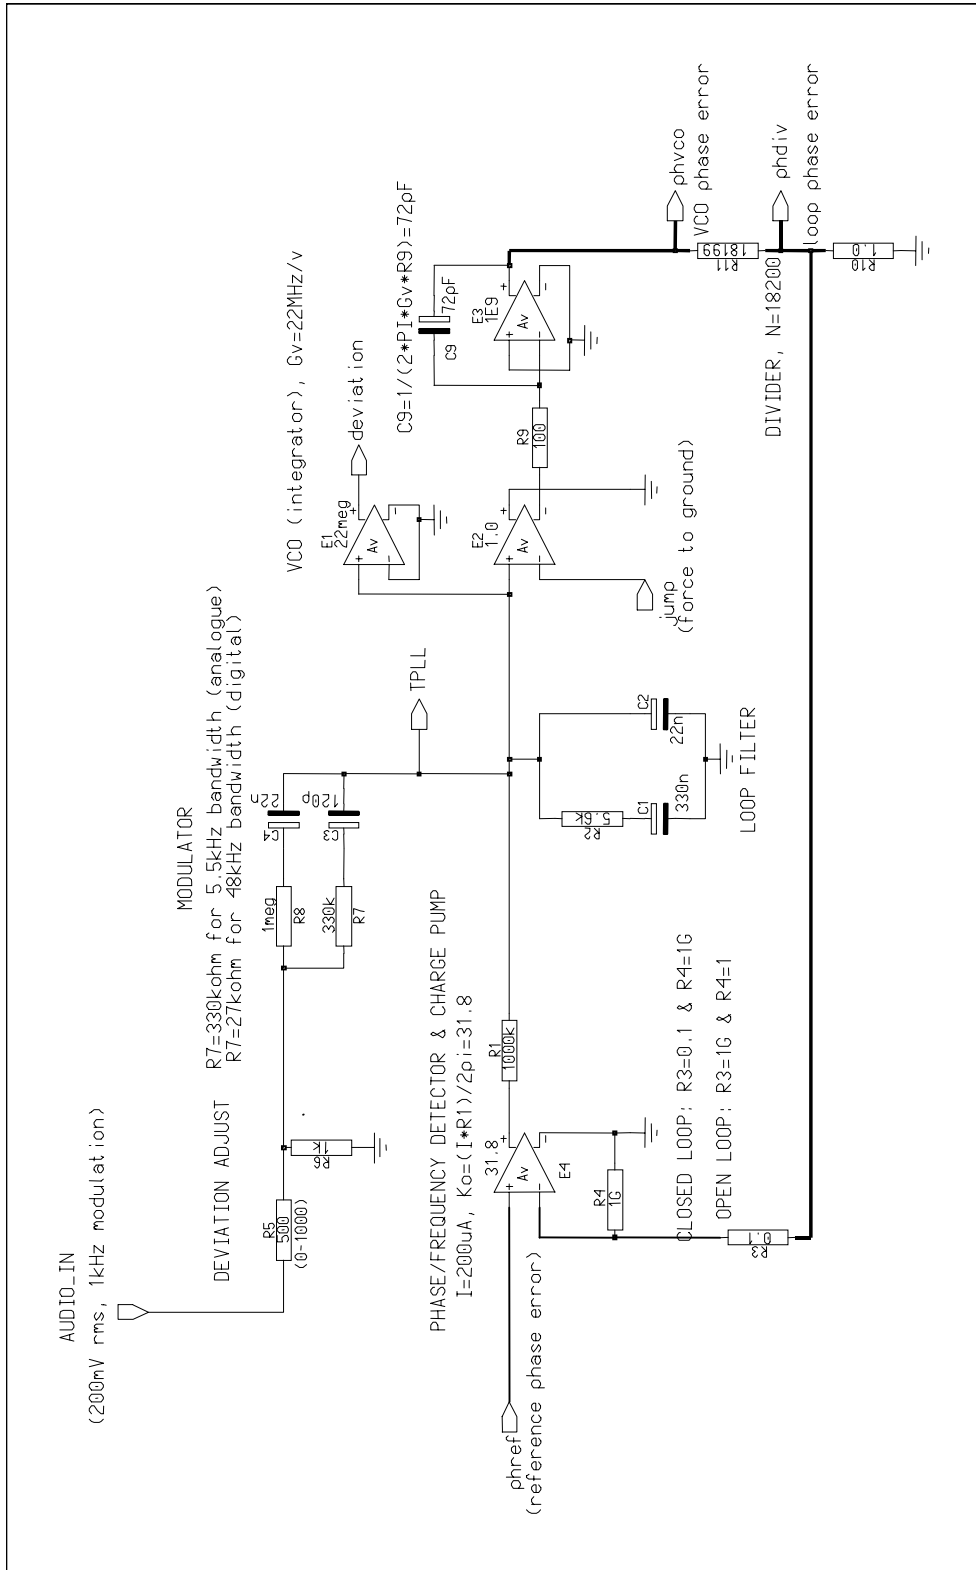 AUDIO_IN
(200mV rms, 1kHz modulation)
DEVIATION ADJUST
R5
500
(0-1000)
R6
1k
MODULATOR
R7=330kohm for 5.5kHz bandwidth (analogue)
R7=27kohm for 48kHz bandwidth (digital)
1meg
R8
330k
R7
22n
C4
120p
C3
TPLL
VCO (integrator), Gv=22MHz/v
E1
22meg
Av
+
-
+
-
deviation
C9=1/(2*PI*Gv*R9)=72pF
72pF
C9
PHASE/FREQUENCY DETECTOR & CHARGE PUMP
I=200uA, Ko=(I*R1)/2pi=31.8
phref
(reference phase error)
31.8
Av
+
-
+
-
E4
R1
1000k
R4
1G
R3
0.1
CLOSED LOOP: R3=0.1 & R4=1G
OPEN LOOP: R3=1G & R4=1
R2
5.6k
C1
330n
C2
22n
LOOP FILTER
E2
1.0
Av
+
-
+
-
jump
(force to ground)
R9
100
E3
1E9
Av
+
-
+
-
phvco
VCO phase error
R11
18199
DIVIDER, N=18200
phdiv
loop phase error
R10
1.0